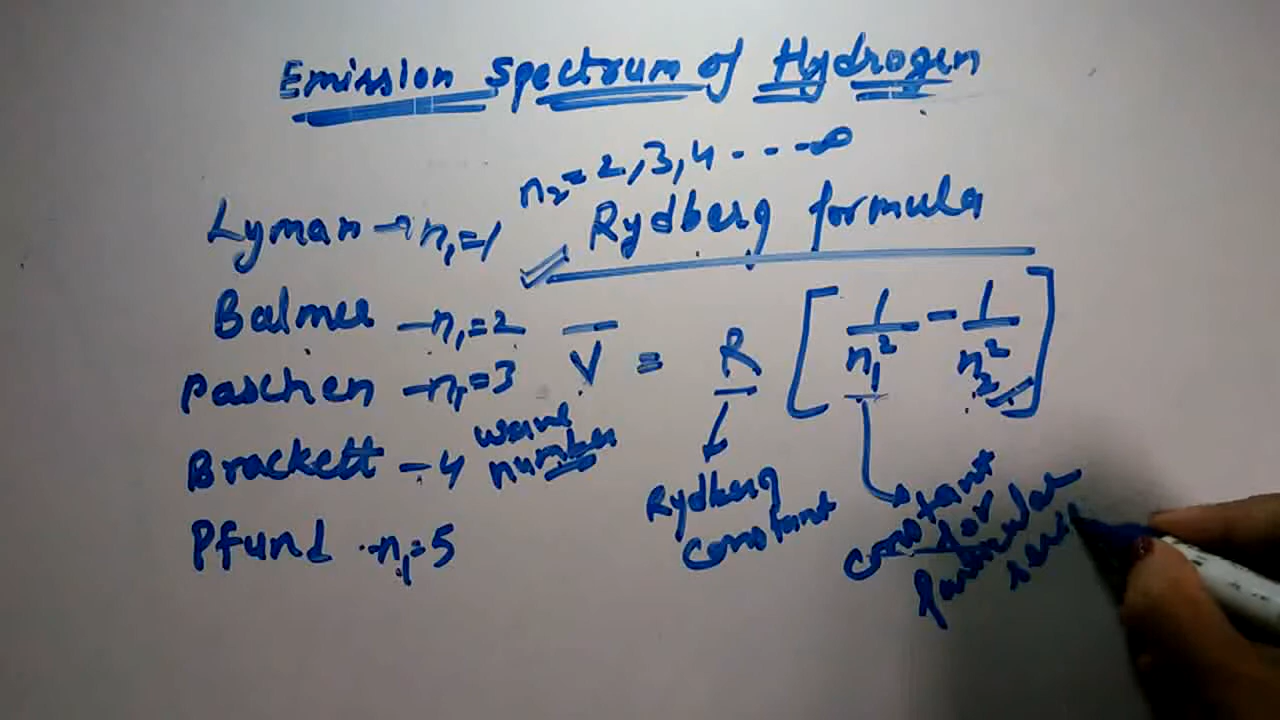 Emission Spectrum of Hydrogen
n₂=2,3,4----∞
Rydberg formula
Lyman → n₁=1
Balmer –n₁=2
Paschen –n₁=3
Brackett –4
Pfund –n₁=5
V̅ = R [1/n₁² - 1/n₂²]
wave
number
Rydberg
constant
constant
for
particular